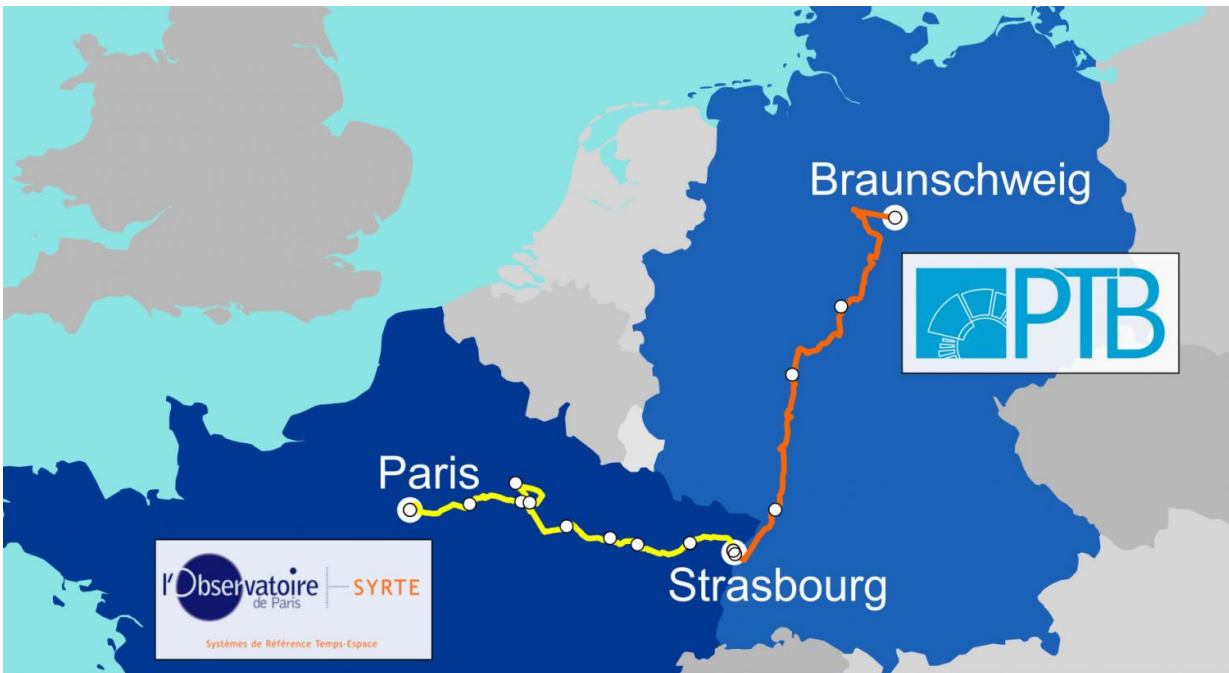 Braunschweig
PTB
Paris
Strasbourg
l'Observatoire
de Paris
SYRTE
Systèmes de Référence Temps-Espace